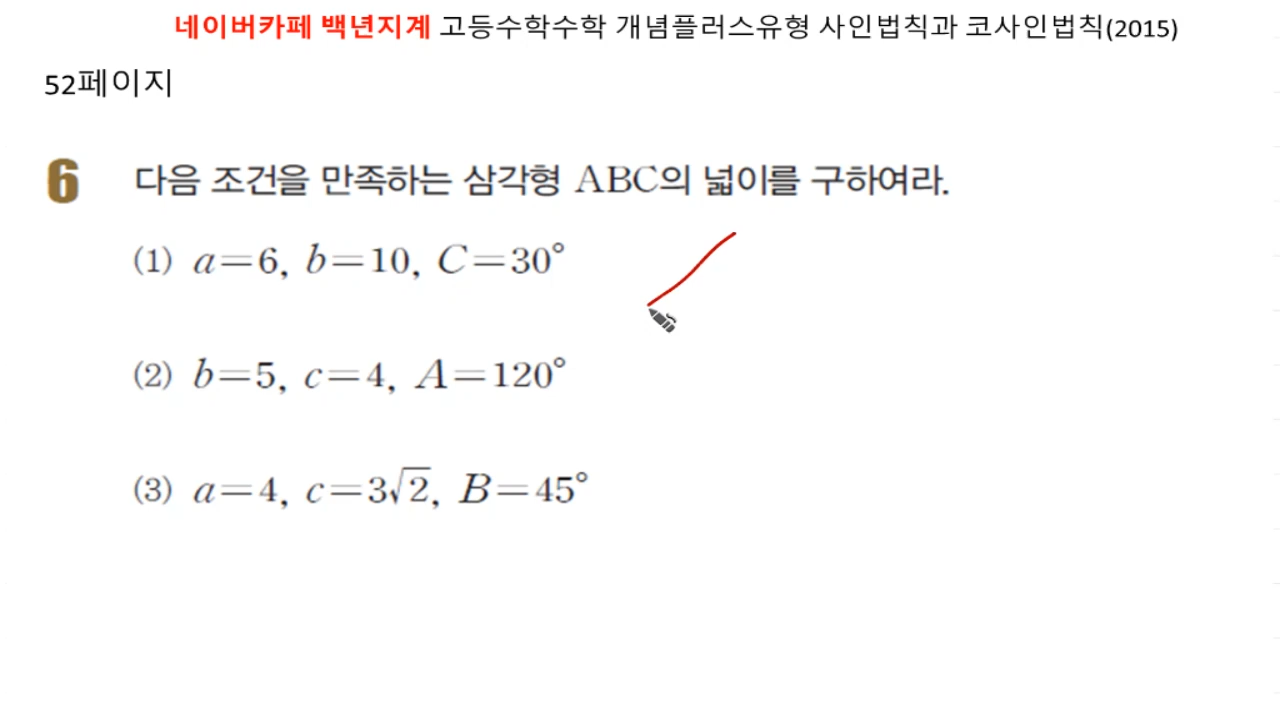 네이버카페 백년지계 고등수학수학 개념플러스유형 사인법칙과 코사인법칙(2015)
52페이지
6 다음 조건을 만족하는 삼각형 ABC의 넓이를 구하여라.
(1) a=6, b=10, C=30°
(2) b=5, c=4, A=120°
(3) a=4, c=3√2, B=45°